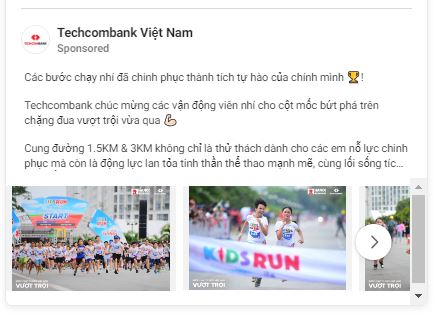 Techcombank Việt Nam
Sponsored
Các bước chạy nhí đã chinh phục thành tích tự hào của chính mình 🏆!
Techcombank chúc mừng các vận động viên nhí cho cột mốc bứt phá trên
chặng đua vượt trội vừa qua 💪🏻
Cung đường 1.5KM & 3KM không chỉ là thử thách dành cho các em nỗ lực chinh
phục mà còn là động lực lan tỏa tinh thần thể thao mạnh mẽ, cùng lối sống tíc...
KIDSRUN
START
KIDSRUN
VƯỢT TRỘI
VƯỢT TRỘI
VƯỢT TRỘI